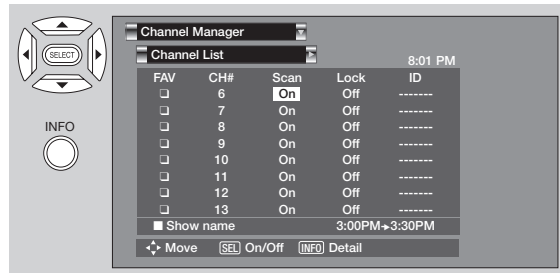 SELECT
INFO
Channel Manager
Channel List
8:01 PM
FAV CH# Scan Lock ID
❏ 6 On Off -------
❏ 7 On Off -------
❏ 8 On Off -------
❏ 9 On Off -------
❏ 10 On Off -------
❏ 11 On Off -------
❏ 12 On Off -------
❏ 13 On Off -------
■ Show name 3:00PM→3:30PM
Move SEL On/Off INFO Detail